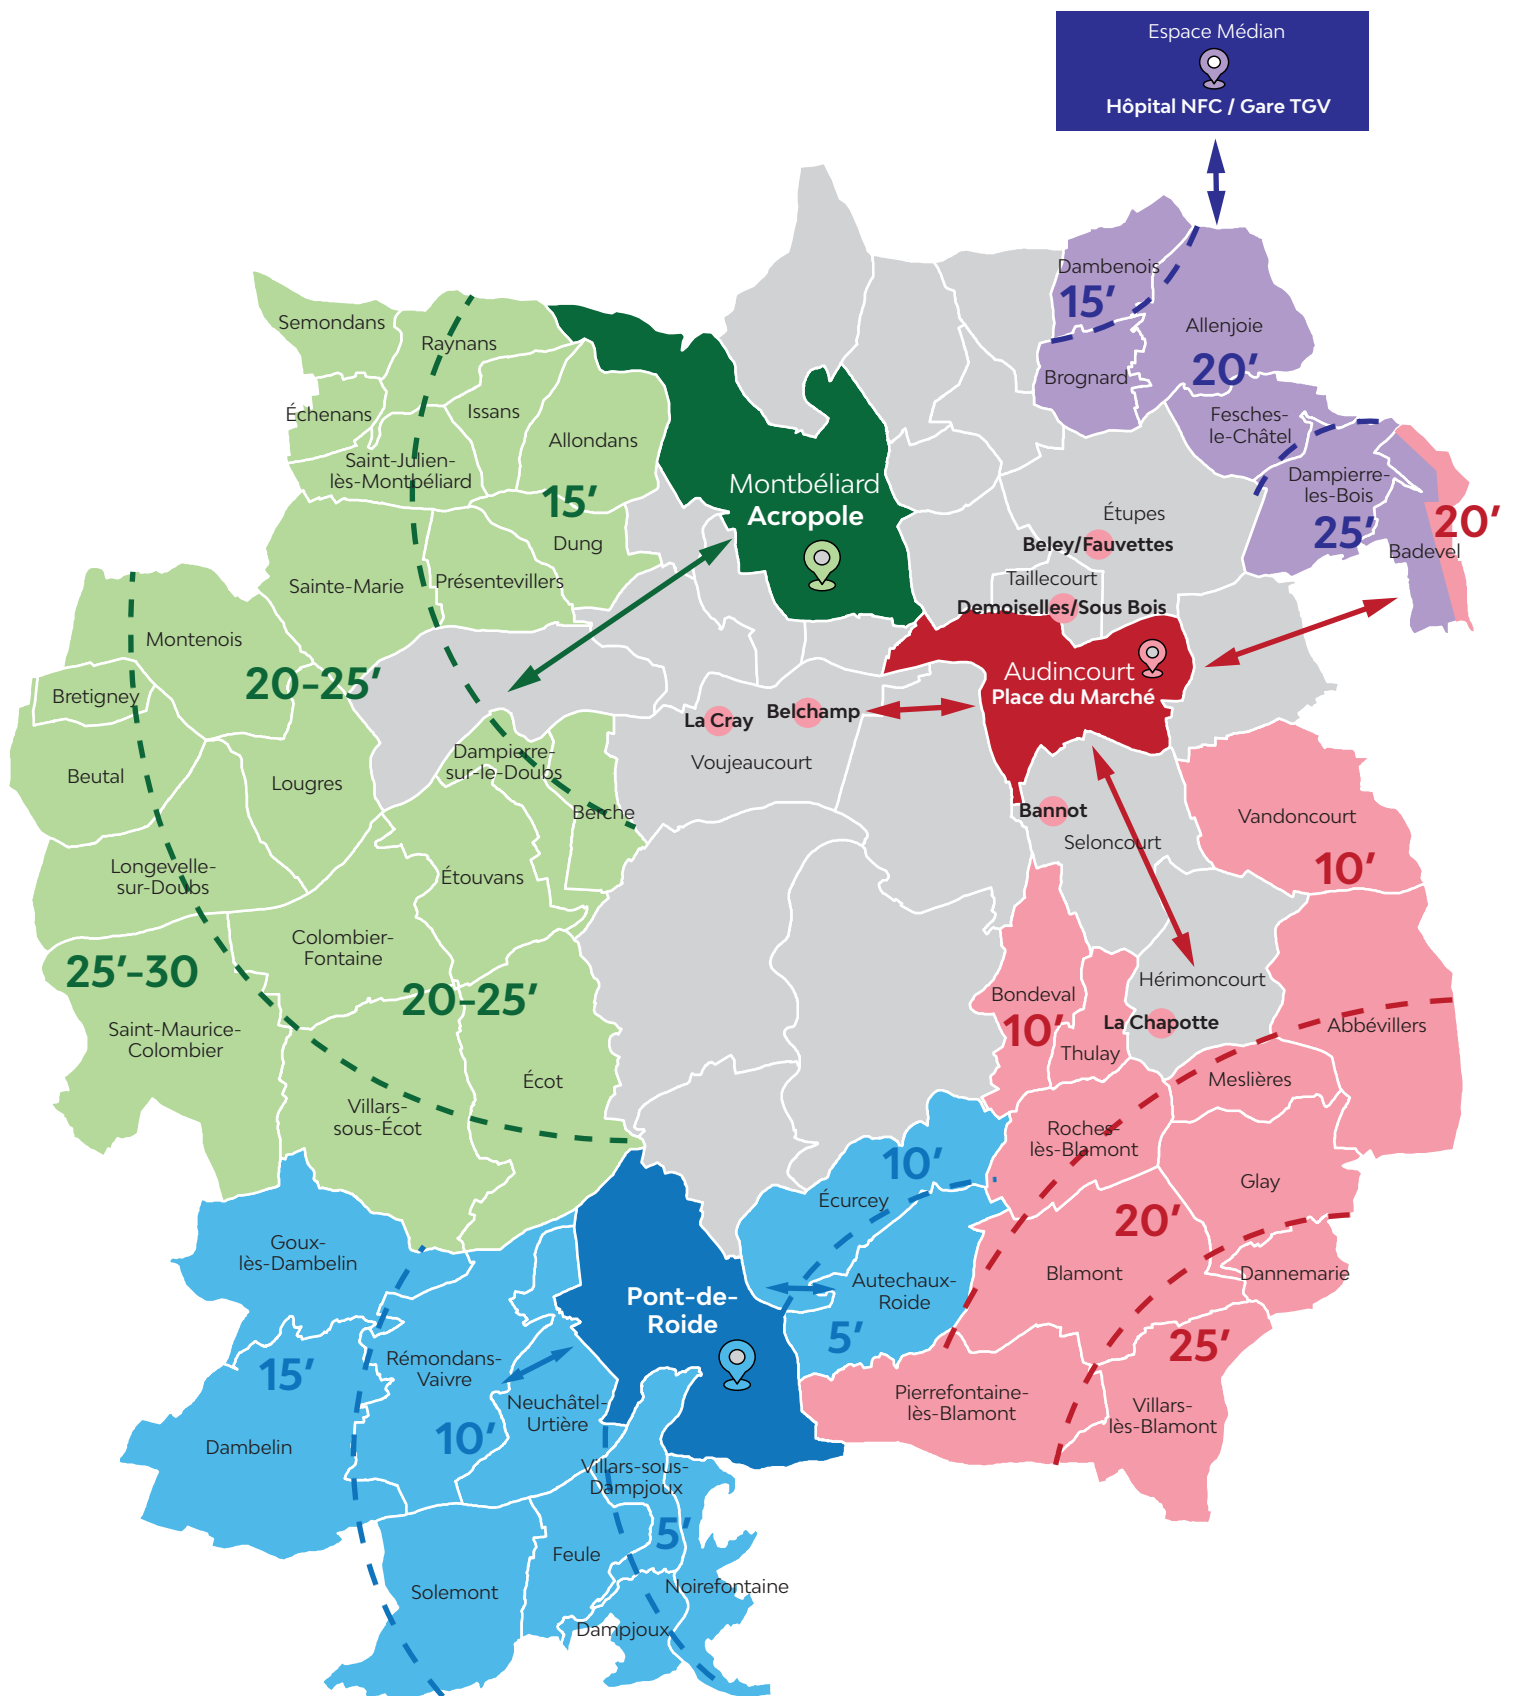 Espace Médian
Hôpital NFC / Gare TGV
Dambenois
15’
Allenjoie
20’
Brognard
Fesches-
le-Châtel
Dampierre-
les-Bois
25’
Badevel
20’
Semondans
Raynans
Échenans
Issans
Allondans
Saint-Julien-
lès-Montbéliard
15’
Dung
Sainte-Marie
Présentevillers
Montbéliard
Acropole
Étupes
Beley/Fauvettes
Taillecourt
Demoiselles/Sous Bois
Audincourt
Place du Marché
Montenois
Bretigney
20-25’
Beutal
Lougres
Dampierre-
sur-le-Doubs
Berche
La Cray
Belchamp
Voujeaucourt
Bannot
Seloncourt
Vandoncourt
10’
Longevelle-
sur-Doubs
Étouvans
Colombier-
Fontaine
25’-30
20-25’
Saint-Maurice-
Colombier
Écot
Villars-
sous-Écot
Bondeval
10’
Thulay
Hérimoncourt
La Chapotte
Abbévillers
Meslières
Roches-
lès-Blamont
Glay
20’
Blamont
Dannemarie
25’
Pierrefontaine-
lès-Blamont
Villars-
lès-Blamont
10’
Écurcey
Autechaux-
Roide
5’
Pont-de-
Roide
Goux-
lès-Dambelin
15’
Rémondans-
Vaivre
Neuchâtel-
Urtière
10’
Dambelin
Villars-sous-
Dampjoux
5’
Feule
Solemont
Noirefontaine
Dampjoux